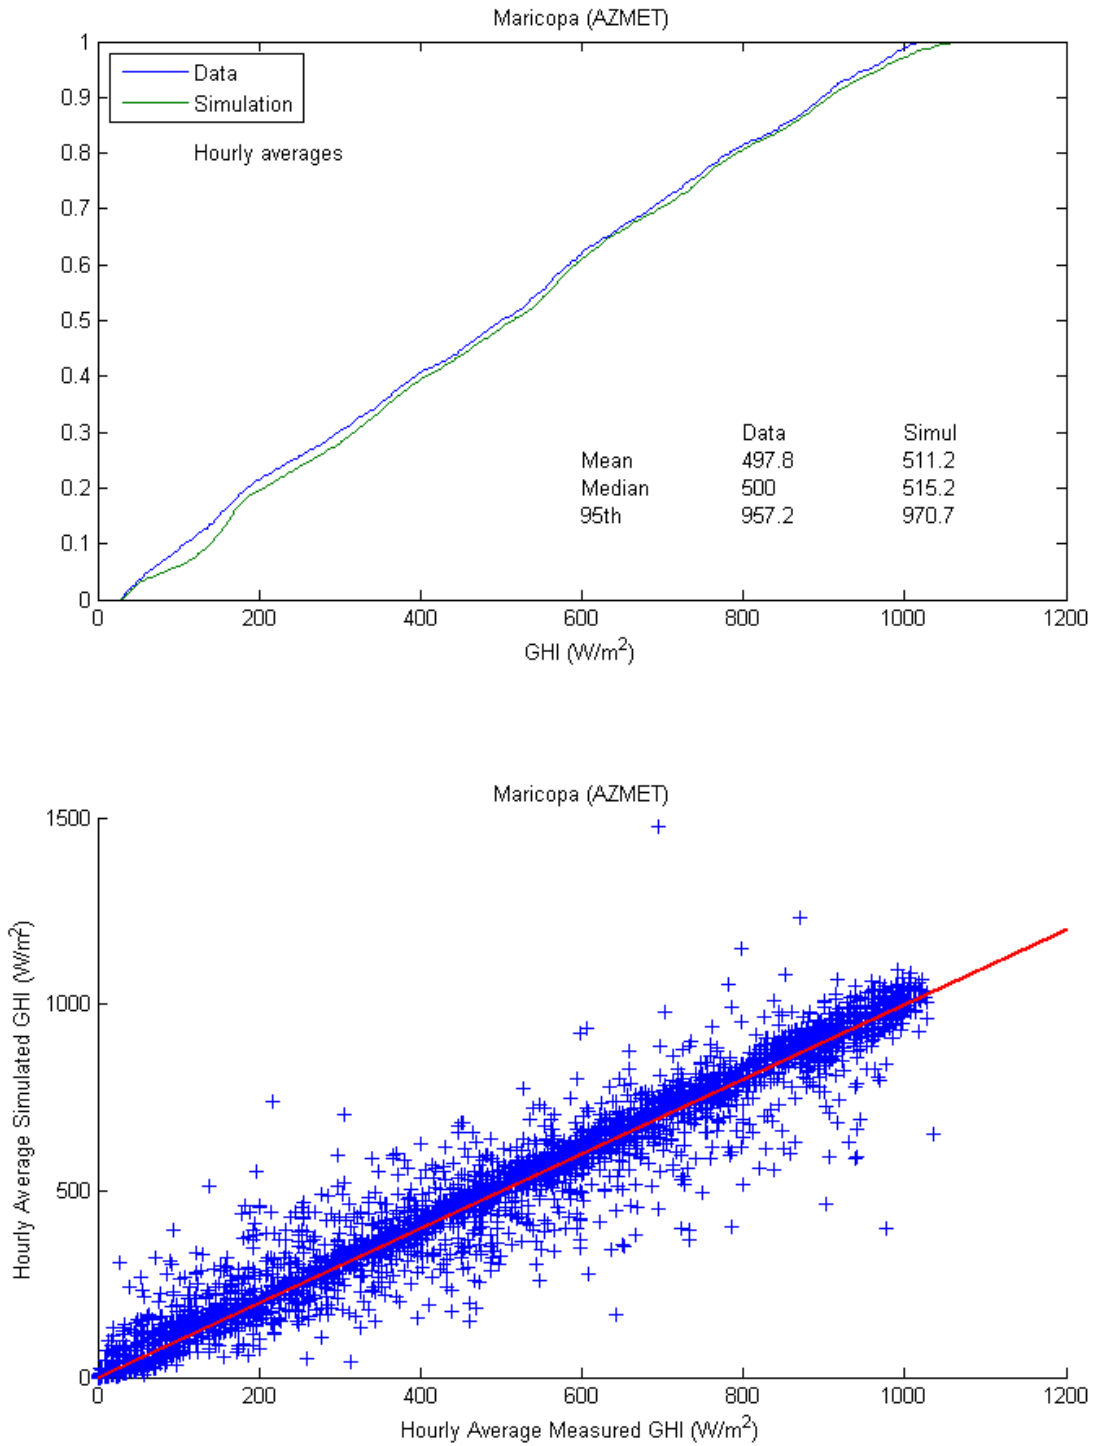 Maricopa (AZMET)
1
0.9
0.8
0.7
0.6
0.5
0.4
0.3
0.2
0.1
0
Data
Simulation
Hourly averages
Data Simul
Mean 497.8 511.2
Median 500 515.2
95th 957.2 970.7
0 200 400 600 800 1000 1200
GHI (W/m²)
Maricopa (AZMET)
1500
1000
500
0
Hourly Average Simulated GHI (W/m²)
0 200 400 600 800 1000 1200
Hourly Average Measured GHI (W/m²)